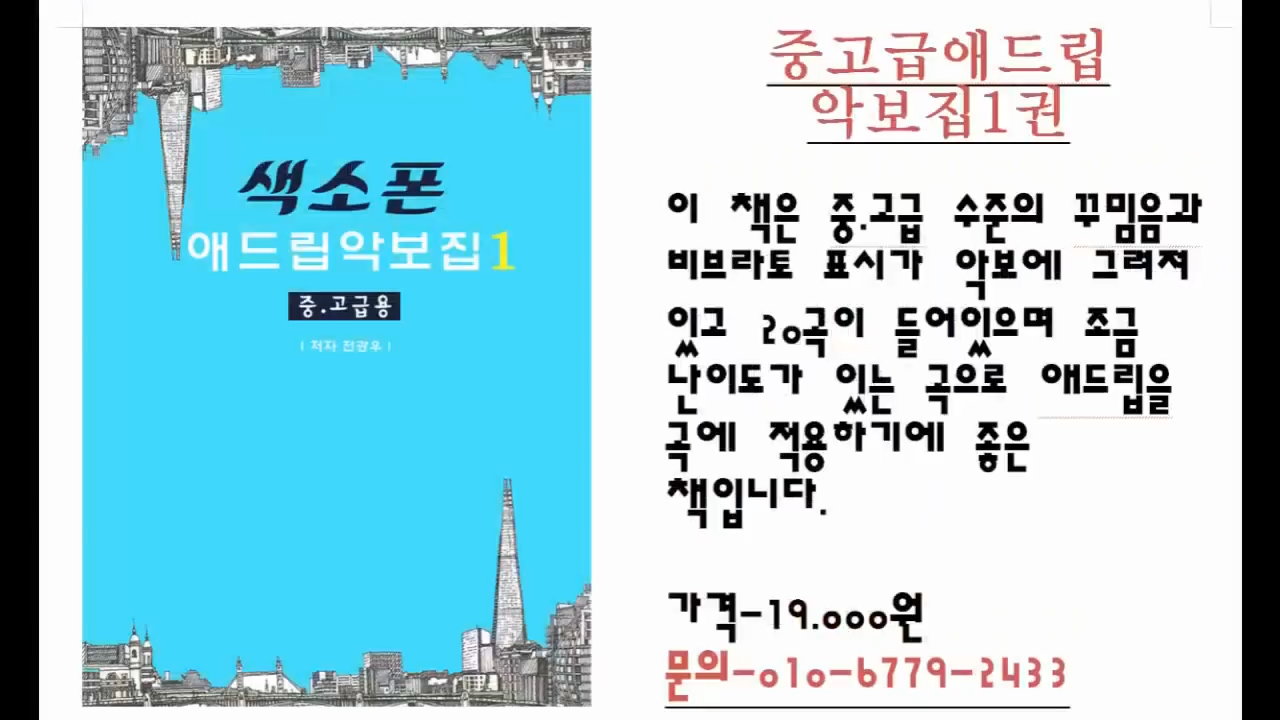 색소폰
애드립악보집1
중.고급용
| 저자 전광우 |
중고급애드립
악보집1권
이 책은 중.고급 수준의 꾸밈음과
비브라토 표시가 악보에 그려져
있고 20곡이 들어있으며 조금
난이도가 있는 곡으로 애드립을
곡에 적용하기에 좋은
책입니다.
가격-19.000원
문의-010-6779-2433